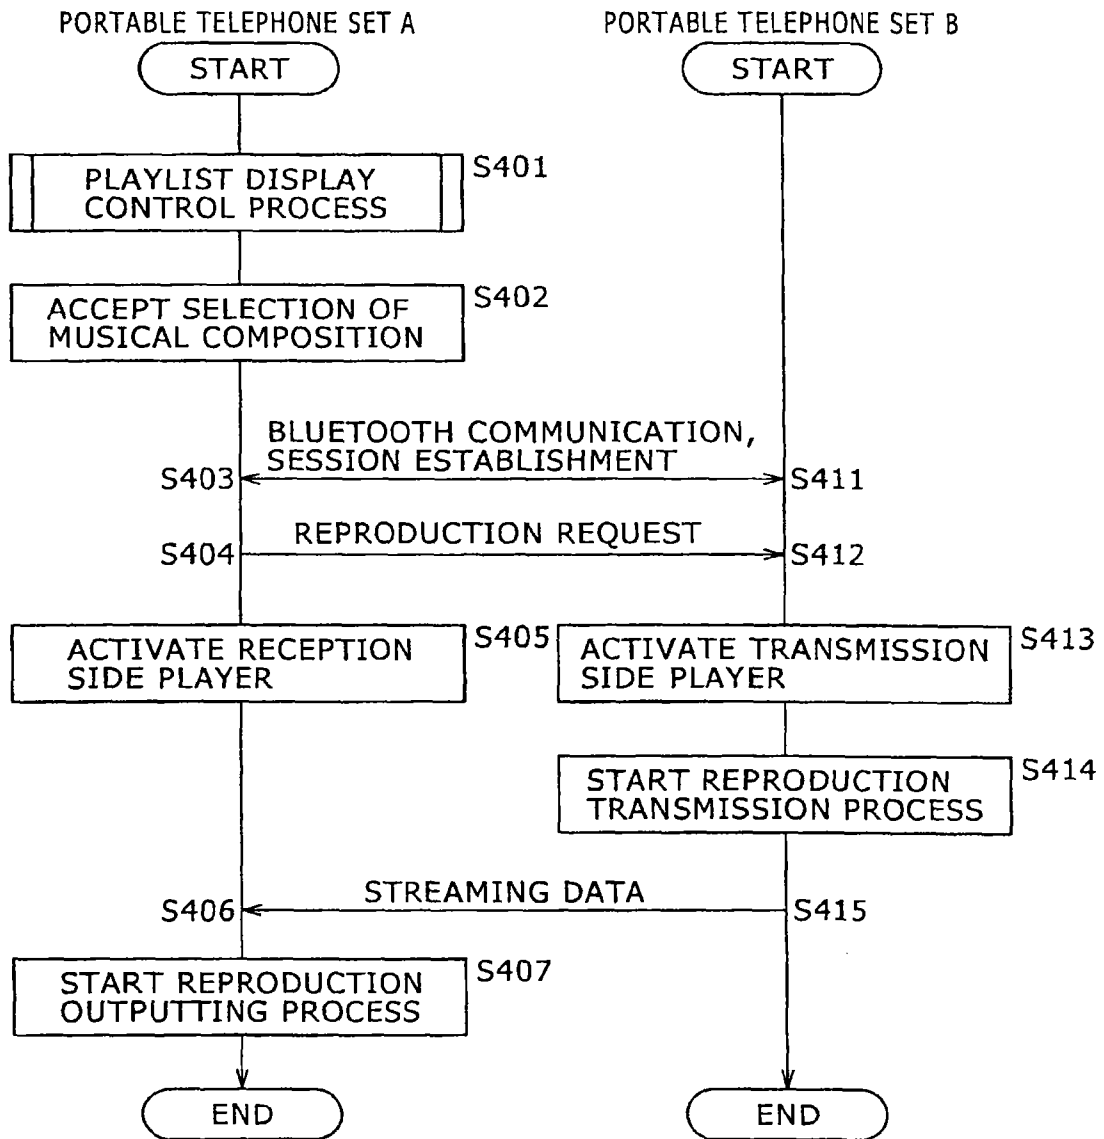 PORTABLE TELEPHONE SET A
PORTABLE TELEPHONE SET B
START
START
PLAYLIST DISPLAY
CONTROL PROCESS
S401
ACCEPT SELECTION OF
MUSICAL COMPOSITION
S402
BLUETOOTH COMMUNICATION,
SESSION ESTABLISHMENT
S403
S411
REPRODUCTION REQUEST
S404
S412
ACTIVATE RECEPTION
SIDE PLAYER
S405
ACTIVATE TRANSMISSION
SIDE PLAYER
S413
START REPRODUCTION
TRANSMISSION PROCESS
S414
STREAMING DATA
S406
S415
START REPRODUCTION
OUTPUTTING PROCESS
S407
END
END